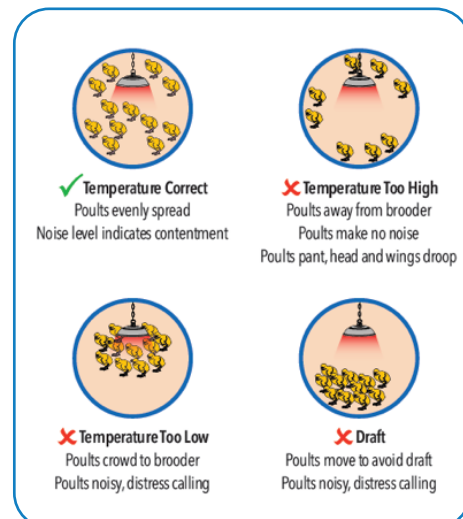 Temperature Correct
Poults evenly spread
Noise level indicates contentment
Temperature Too High
Poults away from brooder
Poults make no noise
Poults pant, head and wings droop
Temperature Too Low
Poults crowd to brooder
Poults noisy, distress calling
Draft
Poults move to avoid draft
Poults noisy, distress calling